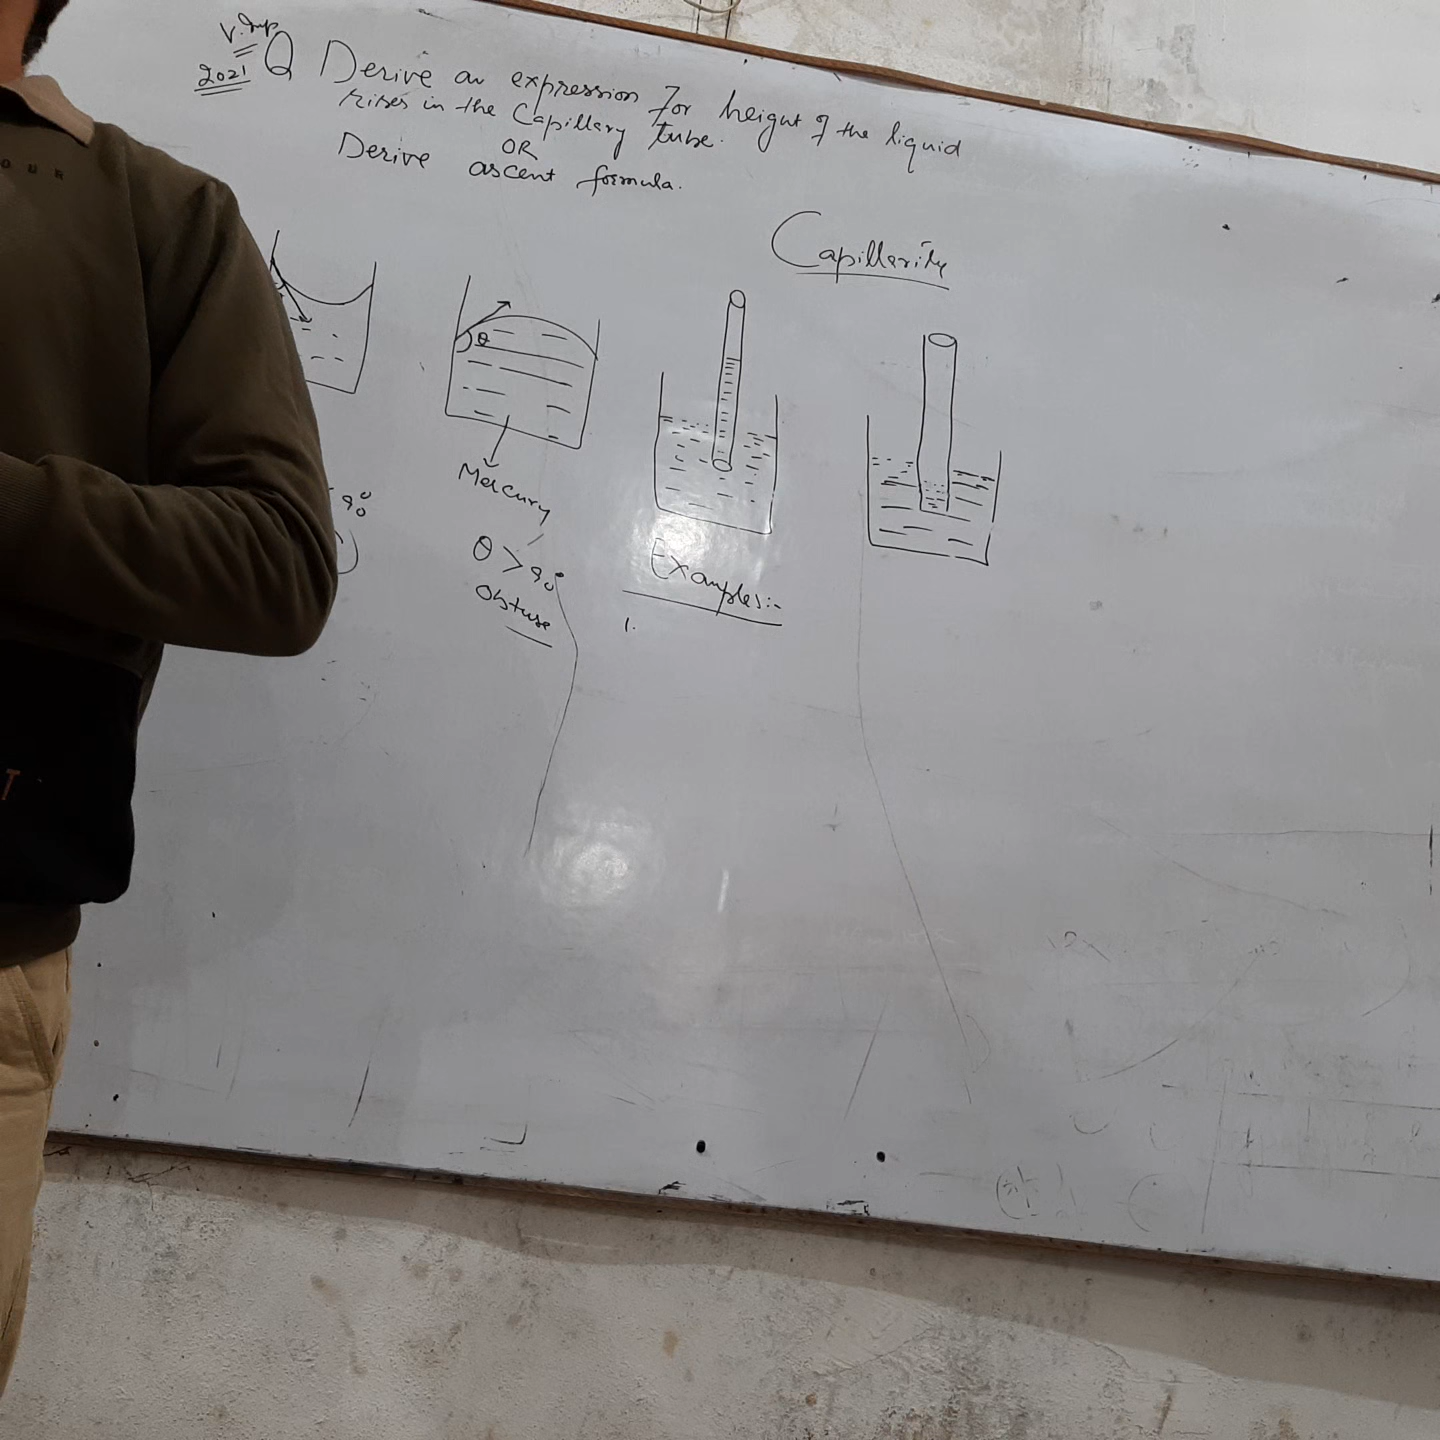 V. Imp
2021
Q Derive an expression for height of the liquid
rises in the Capillary tube.
OR
Derive ascent formula.
Capillarity
θ
Mercury
90°
θ > 90°
Obtuse
Examples:-
1.
OUR
T